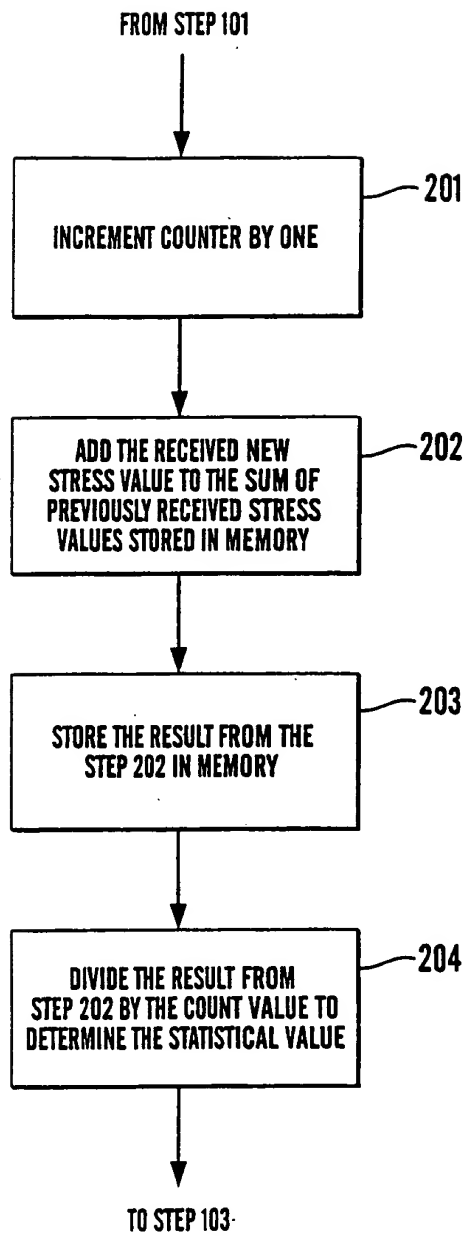 FROM STEP 101
201
INCREMENT COUNTER BY ONE
202
ADD THE RECEIVED NEW
STRESS VALUE TO THE SUM OF
PREVIOUSLY RECEIVED STRESS
VALUES STORED IN MEMORY
203
STORE THE RESULT FROM THE
STEP 202 IN MEMORY
204
DIVIDE THE RESULT FROM
STEP 202 BY THE COUNT VALUE TO
DETERMINE THE STATISTICAL VALUE
TO STEP 103